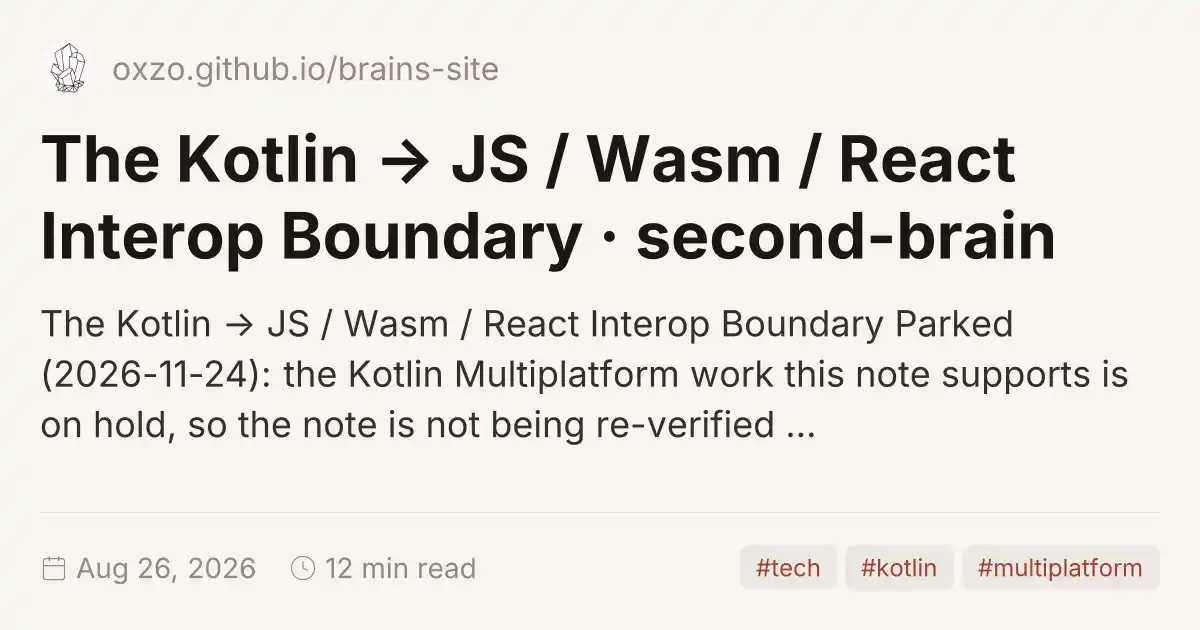 oxzo.github.io/brains-site
The Kotlin → JS / Wasm / React
Interop Boundary · second-brain
The Kotlin → JS / Wasm / React Interop Boundary Parked
(2026-11-24): the Kotlin Multiplatform work this note supports is
on hold, so the note is not being re-verified ...
Aug 26, 2026 12 min read #tech #kotlin #multiplatform